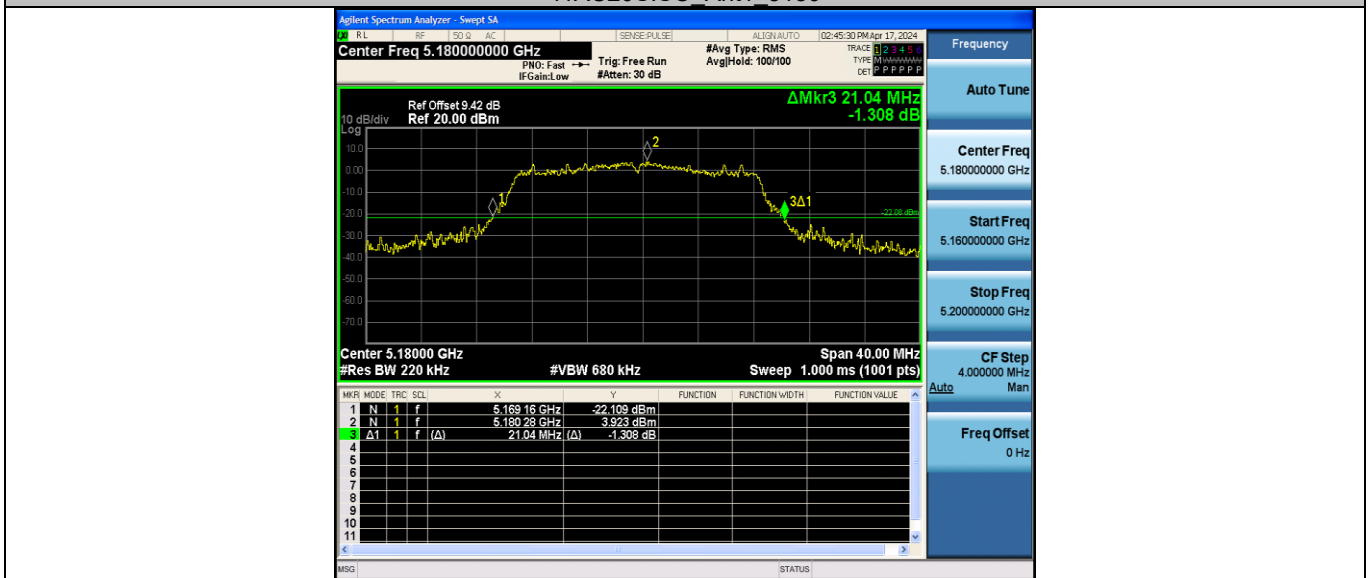 Agilent Spectrum Analyzer - Swept SA
RL RF 50 Ω AC SENSE:PULSE ALIGN AUTO 02:45:30 PM Apr 17, 2024
Center Freq 5.180000000 GHz
PNO: Fast
IFGain:Low
Trig: Free Run
#Atten: 30 dB
#Avg Type: RMS
Avg|Hold: 100/100
TRACE 1 2 3 4 5 6
TYPE M
DET P P P P P P
Ref Offset 9.42 dB
10 dB/div Ref 20.00 dBm
Log
ΔMkr3 21.04 MHz
-1.308 dB
10.0
0.00
-10.0
-20.0
-30.0
-40.0
-50.0
-60.0
-70.0
1
2
3Δ1
-22.08 dBm
Center 5.18000 GHz Span 40.00 MHz
#Res BW 220 kHz #VBW 680 kHz Sweep 1.000 ms (1001 pts)
MKR MODE TRC SCL X Y FUNCTION FUNCTION WIDTH FUNCTION VALUE
1 N 1 f 5.169 16 GHz -22.109 dBm
2 N 1 f 5.180 28 GHz 3.923 dBm
3 Δ1 1 f (Δ) 21.04 MHz (Δ) -1.308 dB
4
5
6
7
8
9
10
11
MSG STATUS
Frequency
Auto Tune
Center Freq
5.180000000 GHz
Start Freq
5.160000000 GHz
Stop Freq
5.200000000 GHz
CF Step
4.000000 MHz
Auto Man
Freq Offset
0 Hz